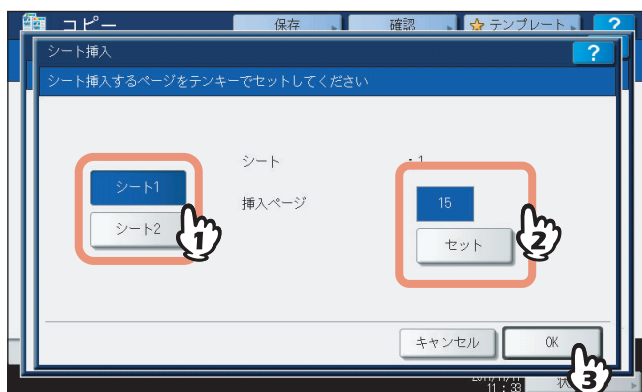 コピー 保存 確認 テンプレート ?
シート挿入 ?
シート挿入するページをテンキーでセットしてください
シート :1
シート1
挿入ページ 15
シート2 1 セット 2
キャンセル OK
3
11:33